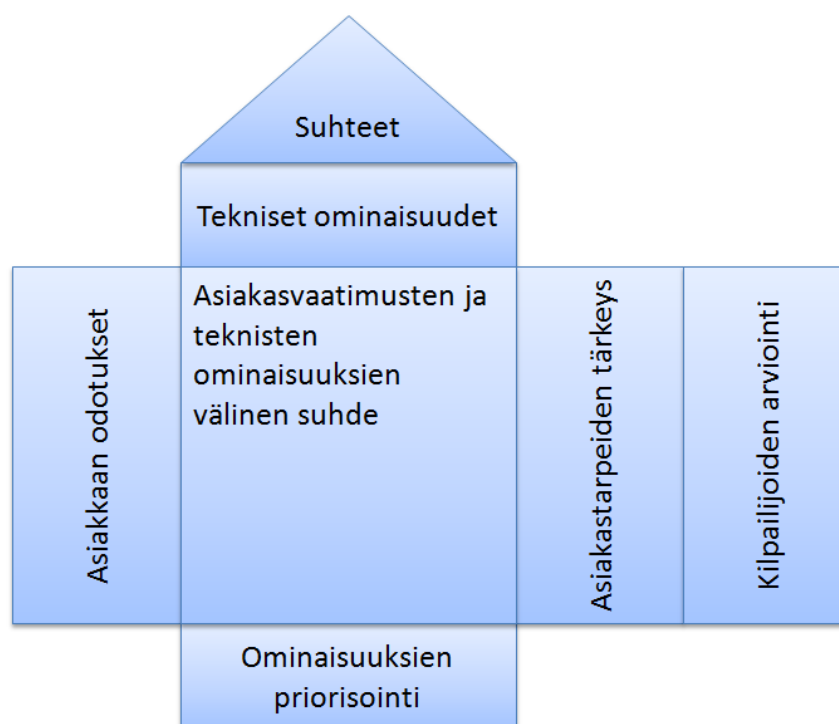 Suhteet
Tekniset ominaisuudet
Asiakkaan odotukset
Asiakasvaatimusten ja
teknisten
ominaisuuksien
välinen suhde
Asiakastarpeiden tärkeys
Kilpailijoiden arviointi
Ominaisuuksien
priorisointi